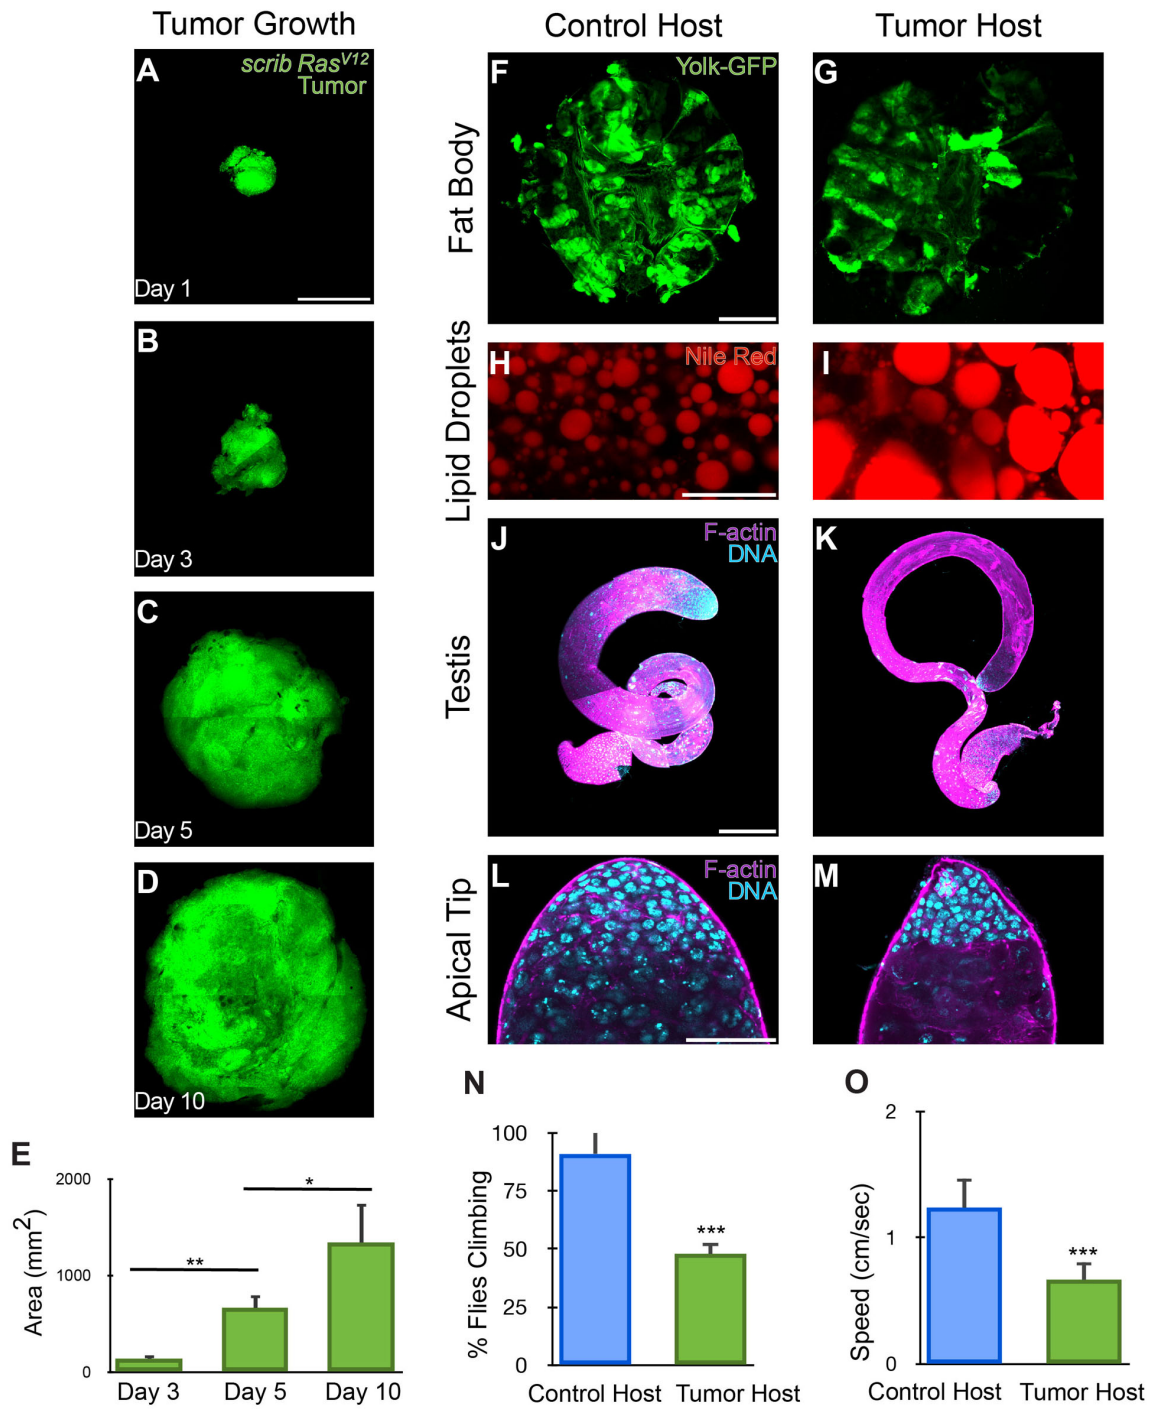 Tumor Growth
A
scrib Ras^V12
Tumor
Day 1
B
Day 3
C
Day 5
D
Day 10
Control Host
Tumor Host
Fat Body
F
Yolk-GFP
G
Lipid Droplets
H
Nile Red
I
Testis
J
F-actin
DNA
K
Apical Tip
L
F-actin
DNA
M
E
Area (mm²)
2000
1000
0
**
*
Day 3
Day 5
Day 10
N
% Flies Climbing
100
75
50
25
0
***
Control Host
Tumor Host
O
Speed (cm/sec)
2
1
0
***
Control Host
Tumor Host